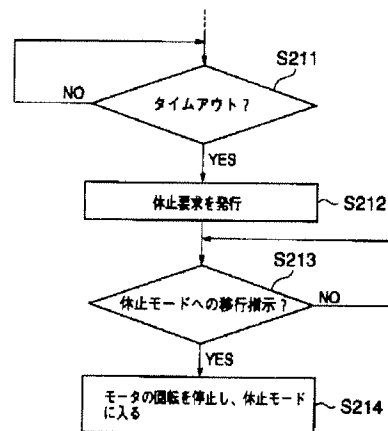 S211
タイムアウト？
NO
YES
休止要求を発行
S212
S213
休止モードへの移行指示？
NO
YES
モータの回転を停止し、休止モード
に入る
S214